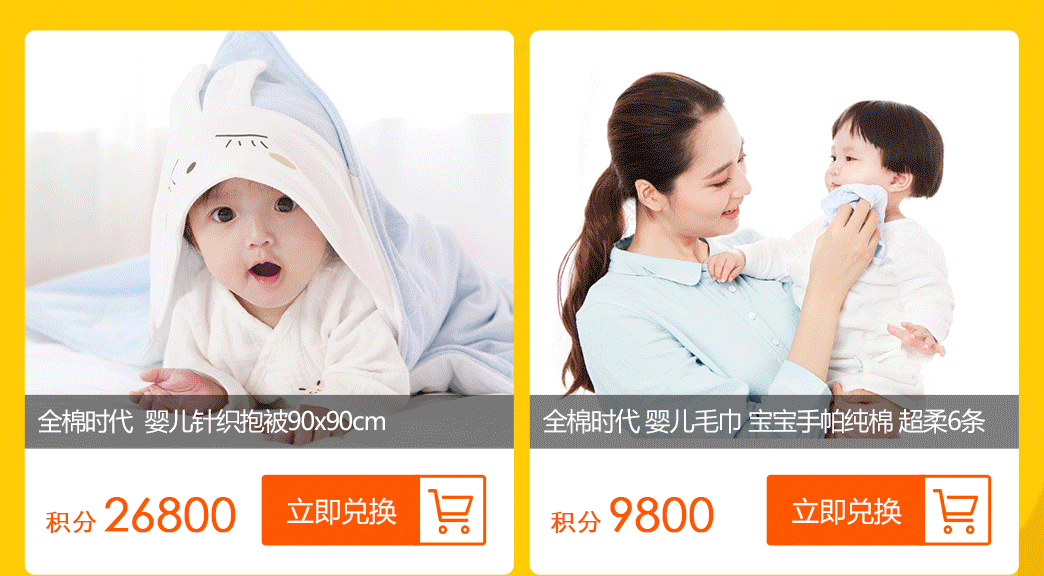 全棉时代 婴儿针织抱被90x90cm
积分 26800
立即兑换
全棉时代 婴儿毛巾 宝宝手帕纯棉 超柔6条
积分 9800
立即兑换